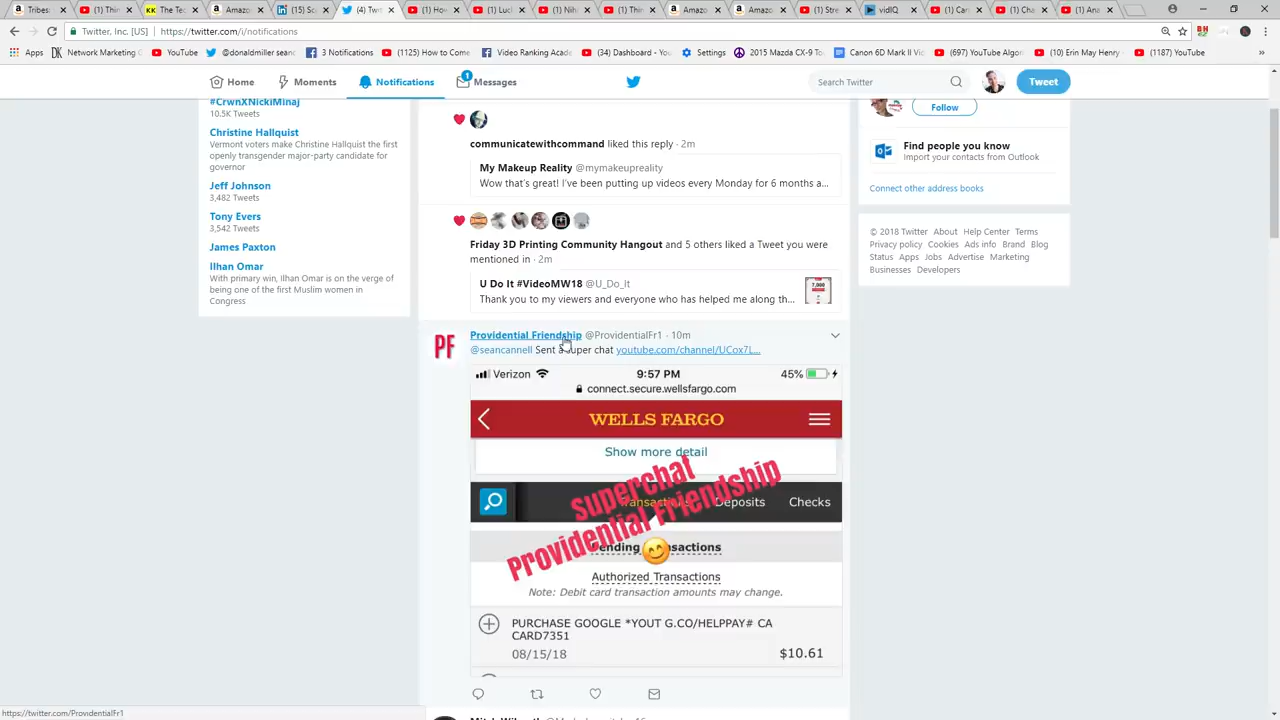 Tribes
(1) Thin
The Tec
Amazo
(15) Sc
(4) Twit
(1) Hov
(1) Luc
(1) Nih
(1) Thin
Amazo
Amazo
(1) Stre
vidIQ
(1) Can
(1) Cha
(1) Ana
Twitter, Inc. [US] https://twitter.com/i/notifications
Apps
Network Marketing C
YouTube
@donaldmiller sean
3 Notifications
(1125) How to Come
Video Ranking Acade
(34) Dashboard - You
Settings
2015 Mazda CX-9 To
Canon 6D Mark II Vi
(697) YouTube Algor
(10) Erin May Henry
(1187) YouTube
Home
Moments
Notifications
1
Messages
Search Twitter
Tweet
#CrwnXNickiMinaj
10.5K Tweets
Christine Hallquist
Vermont voters make Christine Hallquist the first
openly transgender major-party candidate for
governor
Jeff Johnson
3,482 Tweets
Tony Evers
3,542 Tweets
James Paxton
Ilhan Omar
With primary win, Ilhan Omar is on the verge of
being one of the first Muslim women in
Congress
communicatewithcommand liked this reply · 2m
My Makeup Reality @mymakeupreality
Wow that's great! I've been putting up videos every Monday for 6 months a...
Friday 3D Printing Community Hangout and 5 others liked a Tweet you were
mentioned in · 2m
U Do It #VideoMW18 @U_Do_It
Thank you to my viewers and everyone who has helped me along th...
7,000
PF
Providential Friendship @ProvidentialFr1 · 10m
@seancannell Sent a super chat youtube.com/channel/UCox7L...
Verizon 9:57 PM 45%
connect.secure.wellsfargo.com
WELLS FARGO
Show more detail
Transactions Deposits Checks
superchat
Providential Friendship
Pending Transactions
Authorized Transactions
Note: Debit card transaction amounts may change.
PURCHASE GOOGLE *YOUT G.CO/HELPPAY# CA
CARD7351
08/15/18 $10.61
Follow
Find people you know
Import your contacts from Outlook
Connect other address books
© 2018 Twitter About Help Center Terms
Privacy policy Cookies Ads info Brand Blog
Status Apps Jobs Advertise Marketing
Businesses Developers
https://twitter.com/ProvidentialFr1